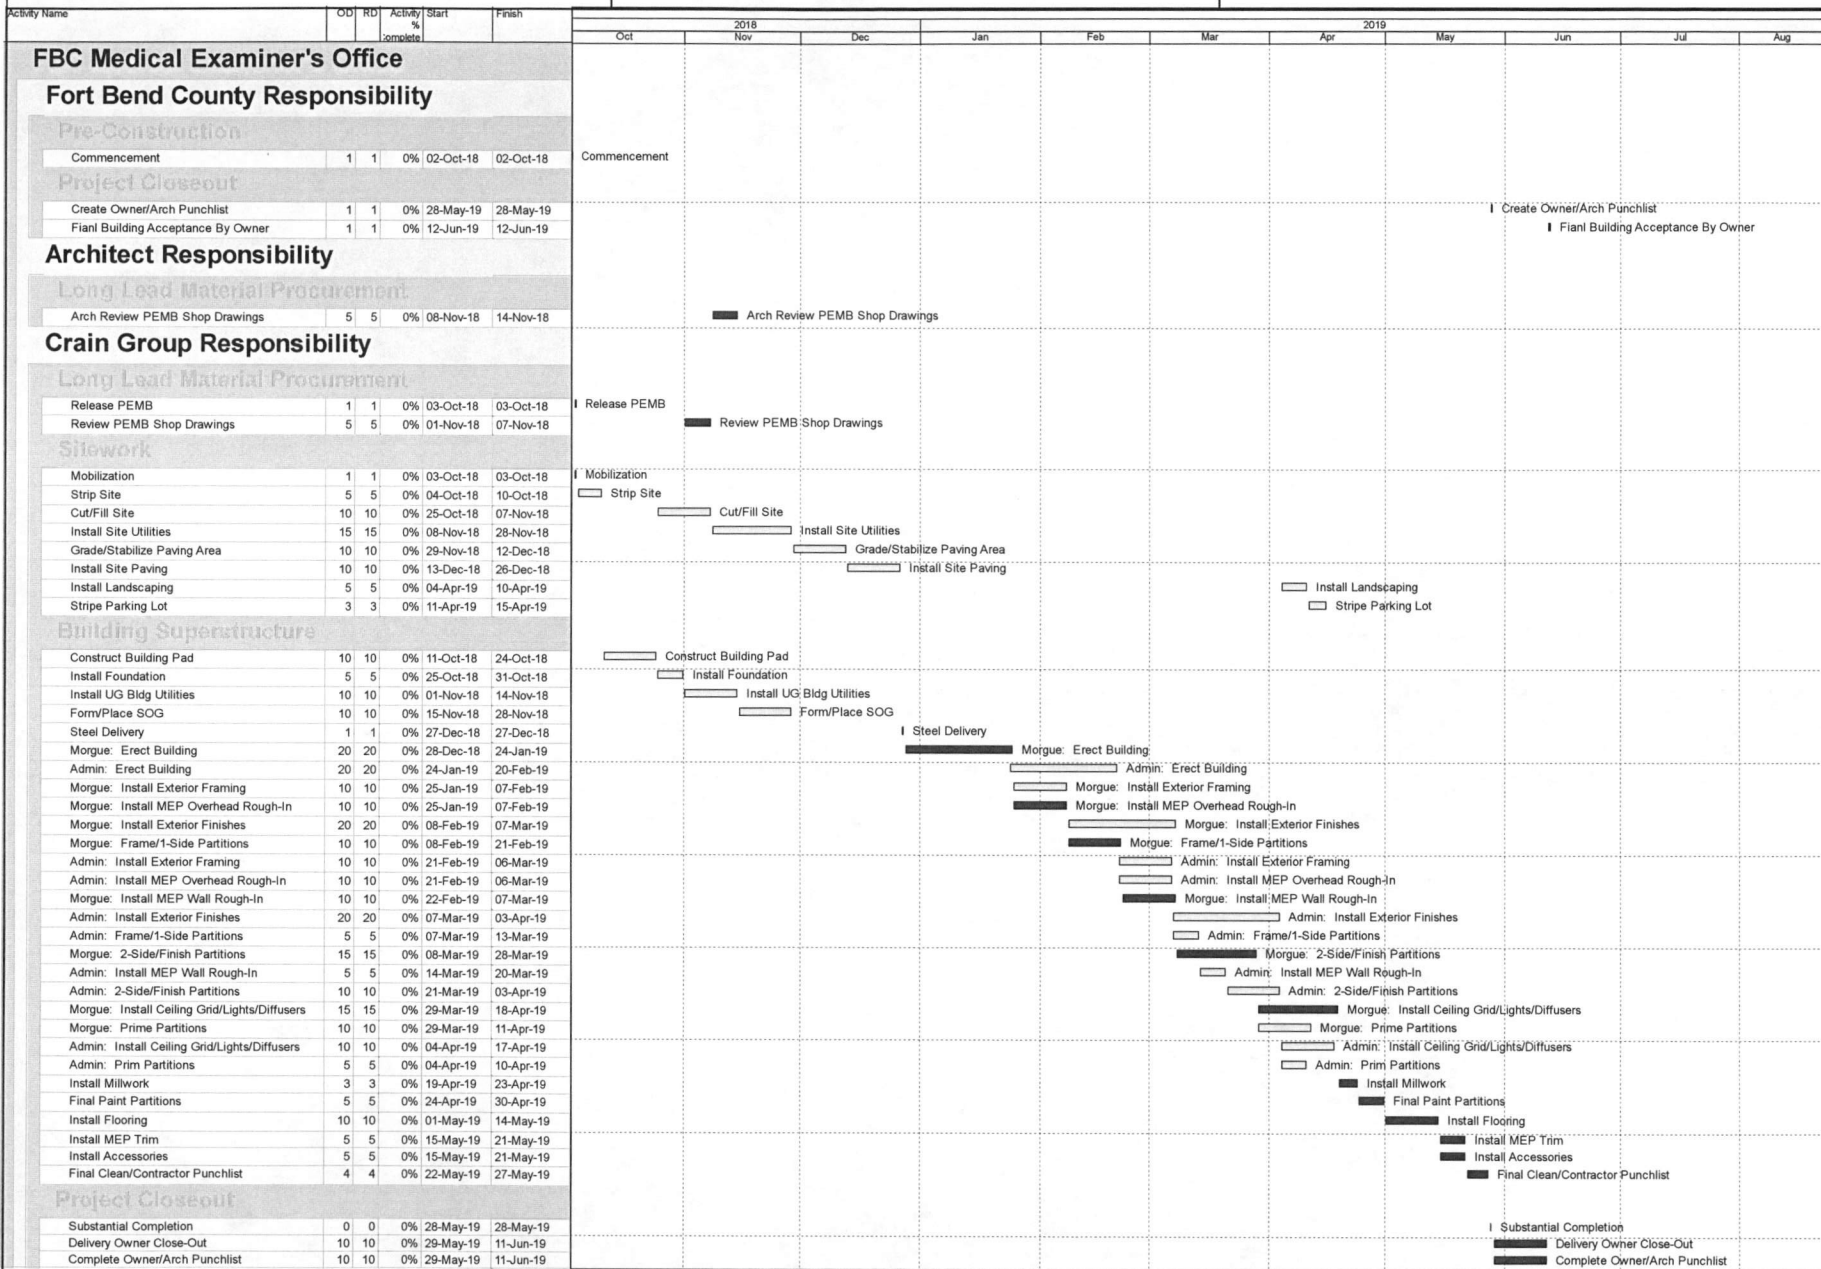 Activity Name OD RD Activity % omplete Start Finish
2018 2019
Oct Nov Dec Jan Feb Mar Apr May Jun Jul Aug
FBC Medical Examiner's Office
Fort Bend County Responsibility
Pre-Construction
Commencement 1 1 0% 02-Oct-18 02-Oct-18 Commencement
Project Closeout
Create Owner/Arch Punchlist 1 1 0% 28-May-19 28-May-19 Create Owner/Arch Punchlist
Fianl Building Acceptance By Owner 1 1 0% 12-Jun-19 12-Jun-19 Fianl Building Acceptance By Owner
Architect Responsibility
Long Lead Material Procurement
Arch Review PEMB Shop Drawings 5 5 0% 08-Nov-18 14-Nov-18 Arch Review PEMB Shop Drawings
Crain Group Responsibility
Long Lead Material Procurement
Release PEMB 1 1 0% 03-Oct-18 03-Oct-18 Release PEMB
Review PEMB Shop Drawings 5 5 0% 01-Nov-18 07-Nov-18 Review PEMB Shop Drawings
Sitework
Mobilization 1 1 0% 03-Oct-18 03-Oct-18 Mobilization
Strip Site 5 5 0% 04-Oct-18 10-Oct-18 Strip Site
Cut/Fill Site 10 10 0% 25-Oct-18 07-Nov-18 Cut/Fill Site
Install Site Utilities 15 15 0% 08-Nov-18 28-Nov-18 Install Site Utilities
Grade/Stabilize Paving Area 10 10 0% 29-Nov-18 12-Dec-18 Grade/Stabilize Paving Area
Install Site Paving 10 10 0% 13-Dec-18 26-Dec-18 Install Site Paving
Install Landscaping 5 5 0% 04-Apr-19 10-Apr-19 Install Landscaping
Stripe Parking Lot 3 3 0% 11-Apr-19 15-Apr-19 Stripe Parking Lot
Building Superstructure
Construct Building Pad 10 10 0% 11-Oct-18 24-Oct-18 Construct Building Pad
Install Foundation 5 5 0% 25-Oct-18 31-Oct-18 Install Foundation
Install UG Bldg Utilities 10 10 0% 01-Nov-18 14-Nov-18 Install UG Bldg Utilities
Form/Place SOG 10 10 0% 15-Nov-18 28-Nov-18 Form/Place SOG
Steel Delivery 1 1 0% 27-Dec-18 27-Dec-18 Steel Delivery
Morgue: Erect Building 20 20 0% 28-Dec-18 24-Jan-19 Morgue: Erect Building
Admin: Erect Building 20 20 0% 24-Jan-19 20-Feb-19 Admin: Erect Building
Morgue: Install Exterior Framing 10 10 0% 25-Jan-19 07-Feb-19 Morgue: Install Exterior Framing
Morgue: Install MEP Overhead Rough-In 10 10 0% 25-Jan-19 07-Feb-19 Morgue: Install MEP Overhead Rough-In
Morgue: Install Exterior Finishes 20 20 0% 08-Feb-19 07-Mar-19 Morgue: Install Exterior Finishes
Morgue: Frame/1-Side Partitions 10 10 0% 08-Feb-19 21-Feb-19 Morgue: Frame/1-Side Partitions
Admin: Install Exterior Framing 10 10 0% 21-Feb-19 06-Mar-19 Admin: Install Exterior Framing
Admin: Install MEP Overhead Rough-In 10 10 0% 21-Feb-19 06-Mar-19 Admin: Install MEP Overhead Rough-In
Morgue: Install MEP Wall Rough-In 10 10 0% 22-Feb-19 07-Mar-19 Morgue: Install MEP Wall Rough-In
Admin: Install Exterior Finishes 20 20 0% 07-Mar-19 03-Apr-19 Admin: Install Exterior Finishes
Admin: Frame/1-Side Partitions 5 5 0% 07-Mar-19 13-Mar-19 Admin: Frame/1-Side Partitions
Morgue: 2-Side/Finish Partitions 15 15 0% 08-Mar-19 28-Mar-19 Morgue: 2-Side/Finish Partitions
Admin: Install MEP Wall Rough-In 5 5 0% 14-Mar-19 20-Mar-19 Admin: Install MEP Wall Rough-In
Admin: 2-Side/Finish Partitions 10 10 0% 21-Mar-19 03-Apr-19 Admin: 2-Side/Finish Partitions
Morgue: Install Ceiling Grid/Lights/Diffusers 15 15 0% 29-Mar-19 18-Apr-19 Morgue: Install Ceiling Grid/Lights/Diffusers
Morgue: Prime Partitions 10 10 0% 29-Mar-19 11-Apr-19 Morgue: Prime Partitions
Admin: Install Ceiling Grid/Lights/Diffusers 10 10 0% 04-Apr-19 17-Apr-19 Admin: Install Ceiling Grid/Lights/Diffusers
Admin: Prim Partitions 5 5 0% 04-Apr-19 10-Apr-19 Admin: Prim Partitions
Install Millwork 3 3 0% 19-Apr-19 23-Apr-19 Install Millwork
Final Paint Partitions 5 5 0% 24-Apr-19 30-Apr-19 Final Paint Partitions
Install Flooring 10 10 0% 01-May-19 14-May-19 Install Flooring
Install MEP Trim 5 5 0% 15-May-19 21-May-19 Install MEP Trim
Install Accessories 5 5 0% 15-May-19 21-May-19 Install Accessories
Final Clean/Contractor Punchlist 4 4 0% 22-May-19 27-May-19 Final Clean/Contractor Punchlist
Project Closeout
Substantial Completion 0 0 0% 28-May-19 28-May-19 Substantial Completion
Delivery Owner Close-Out 10 10 0% 29-May-19 11-Jun-19 Delivery Owner Close-Out
Complete Owner/Arch Punchlist 10 10 0% 29-May-19 11-Jun-19 Complete Owner/Arch Punchlist